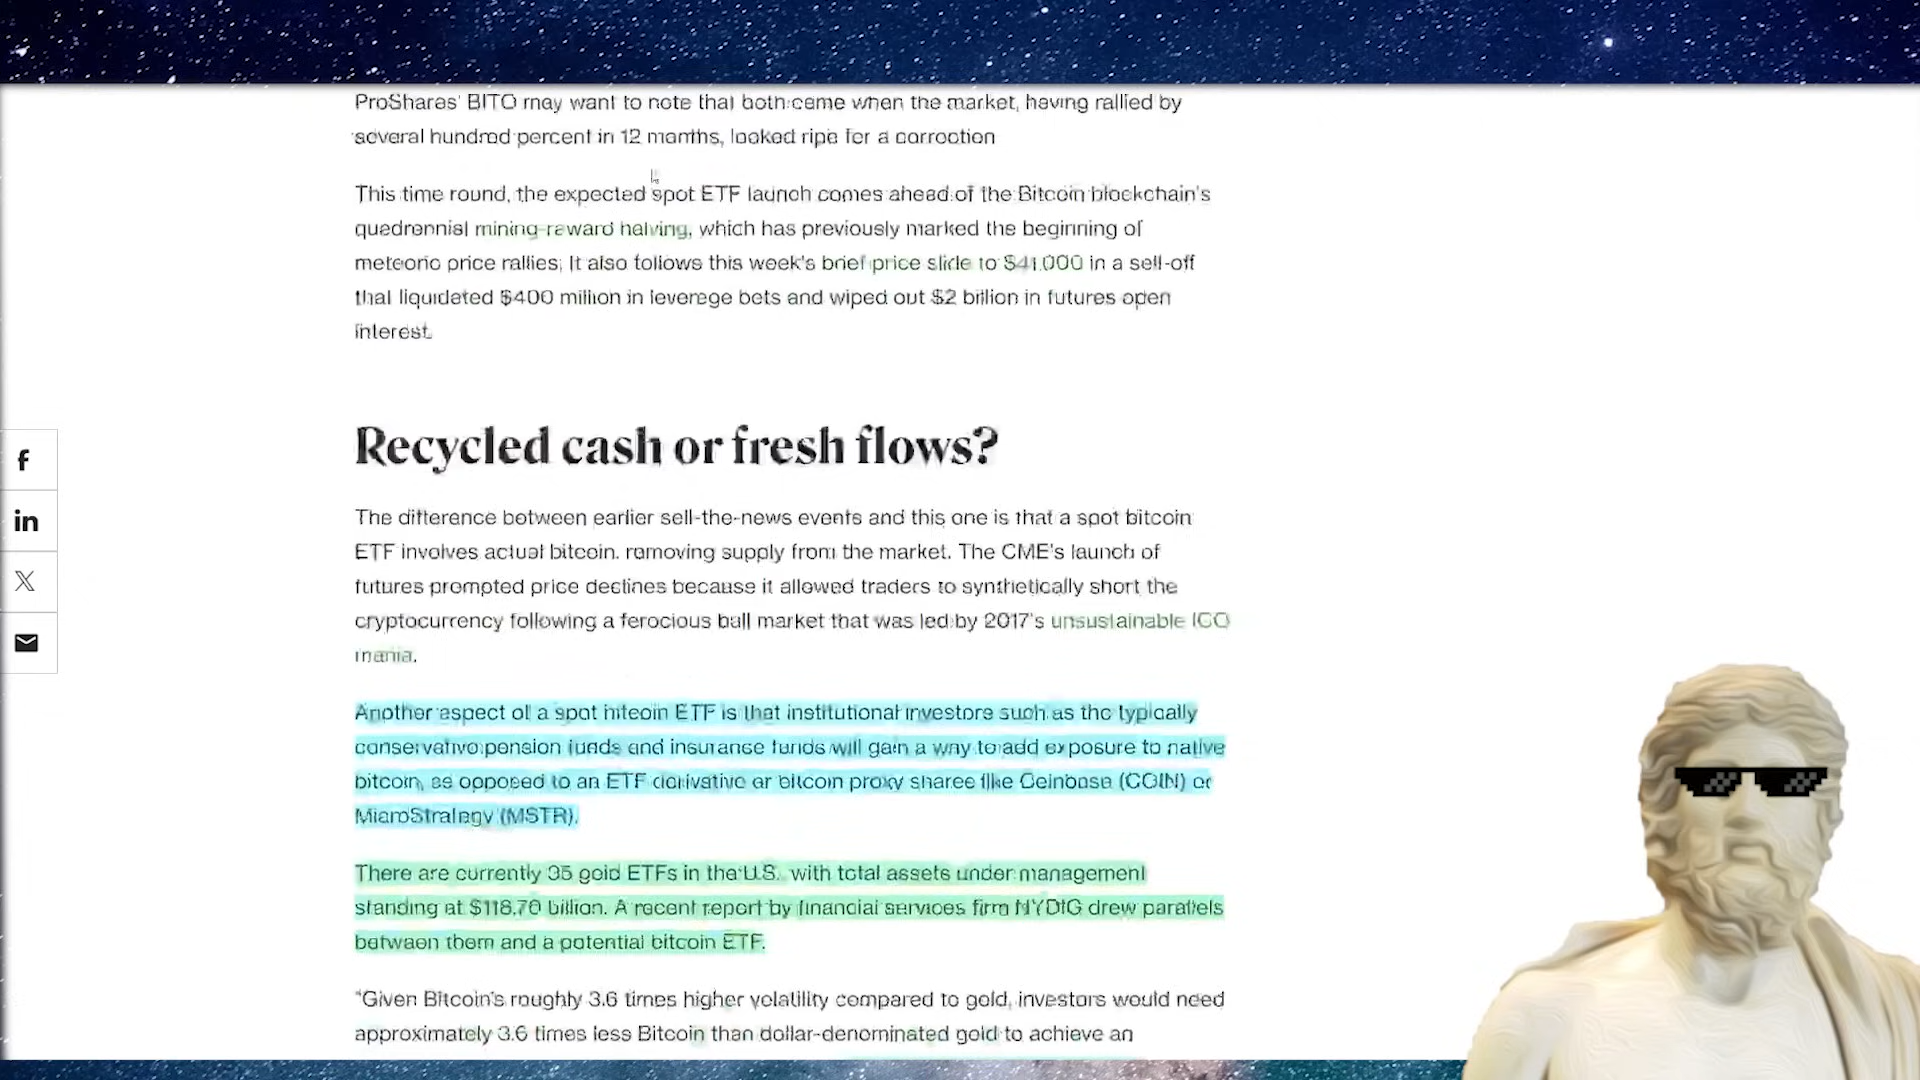 ProShares' BITO may want to note that both came when the market, having rallied by
several hundred percent in 12 months, looked ripe for a correction
This time round, the expected spot ETF launch comes ahead of the Bitcoin blockchain's
quadrennial mining-reward halving, which has previously marked the beginning of
meteoric price rallies. It also follows this week's brief price slide to $41,000 in a sell-off
that liquidated $400 million in leverage bets and wiped out $2 billion in futures open
interest.
Recycled cash or fresh flows?
f
The difference between earlier sell-the-news events and this one is that a spot bitcoin
in
ETF involves actual bitcoin, removing supply from the market. The CME's launch of
X
futures prompted price declines because it allowed traders to synthetically short the
cryptocurrency following a ferocious bull market that was led by 2017's unsustainable ICO
mania.
Another aspect of a spot bitcoin ETF is that institutional investors such as the typically
conservative pension funds and insurance funds will gain a way to add exposure to native
bitcoin, as opposed to an ETF derivative or bitcoin proxy shares like Coinbase (COIN) or
MicroStrategy (MSTR).
There are currently 35 gold ETFs in the U.S. with total assets under management
standing at $118.70 billion. A recent report by financial services firm NYDIG drew parallels
between them and a potential bitcoin ETF.
"Given Bitcoin's roughly 3.6 times higher volatility compared to gold, investors would need
approximately 3.6 times less Bitcoin than dollar-denominated gold to achieve an